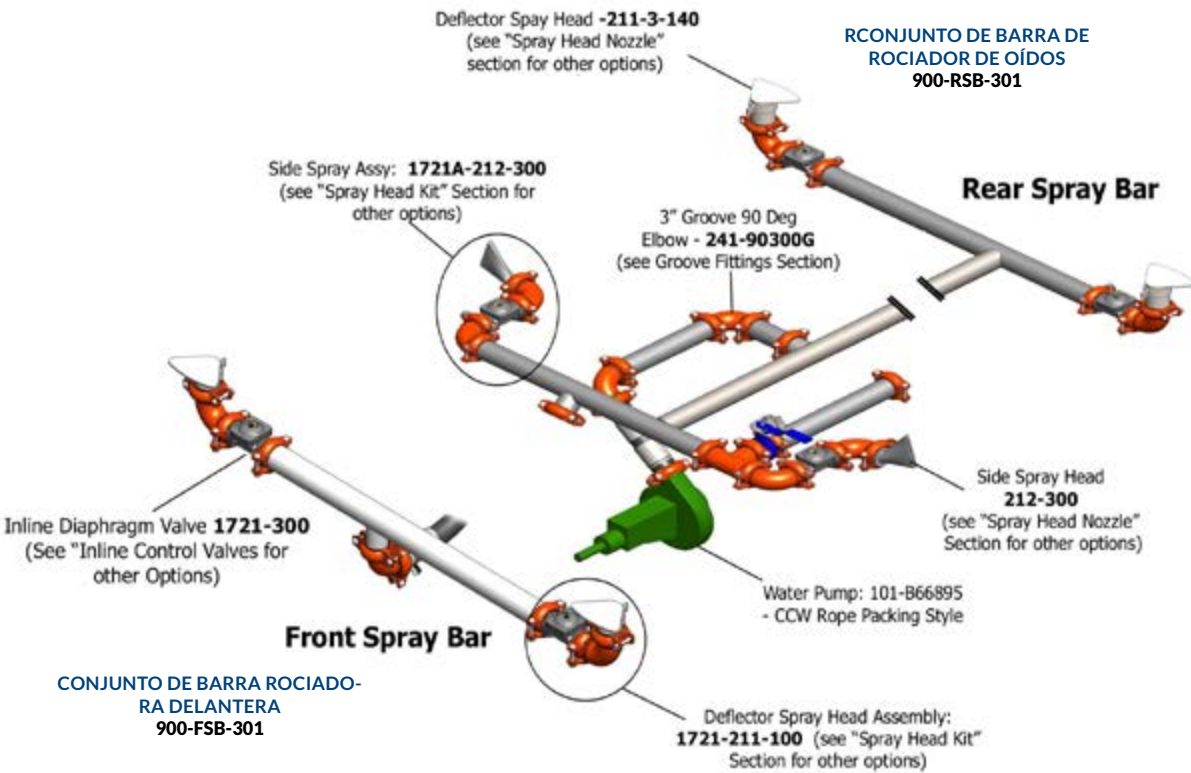 Deflector Spay Head -211-3-140
(see "Spray Head Nozzle"
section for other options)
RCONJUNTO DE BARRA DE
ROCIADOR DE OÍDOS
900-RSB-301
Side Spray Assy: 1721A-212-300
(see "Spray Head Kit" Section for
other options)
3" Groove 90 Deg
Elbow - 241-90300G
(see Groove Fittings Section)
Rear Spray Bar
Inline Diaphragm Valve 1721-300
(See "Inline Control Valves for
other Options)
Side Spray Head
212-300
(see "Spray Head Nozzle"
Section for other options)
Water Pump: 101-B66895
- CCW Rope Packing Style
Front Spray Bar
CONJUNTO DE BARRA ROCIADO-
RA DELANTERA
900-FSB-301
Deflector Spray Head Assembly:
1721-211-100 (see "Spray Head Kit"
Section for other options)